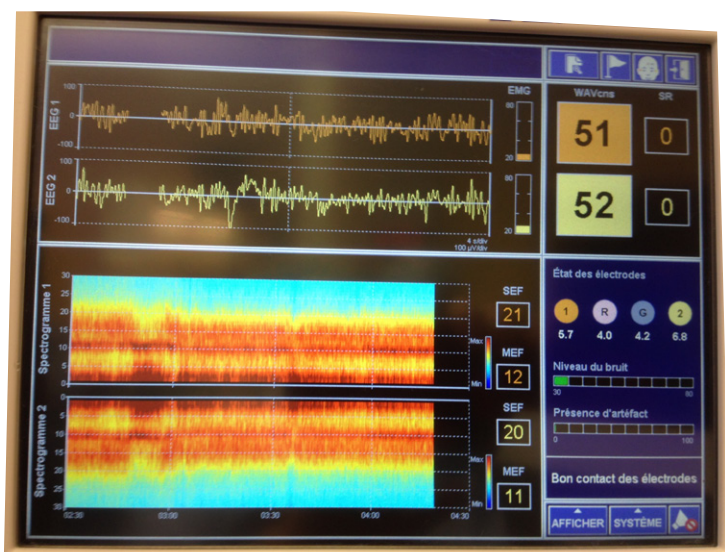 EMG
WAVcns
SR
EEG 1
100
0
80
20
51
0
EEG 2
100
0
-100
80
20
52
0
4 s/div
100 µV/div
Spectrogramme 1
30
25
20
15
10
5
0
SEF
21
Max
Min
MEF
12
Spectrogramme 2
0
5
10
15
20
25
30
SEF
20
Max
Min
MEF
11
02:30
03:00
03:30
04:00
04:30
État des électrodes
1
R
G
2
5.7
4.0
4.2
6.8
Niveau du bruit
30
80
Présence d'artéfact
0
100
Bon contact des électrodes
AFFICHER
SYSTÈME